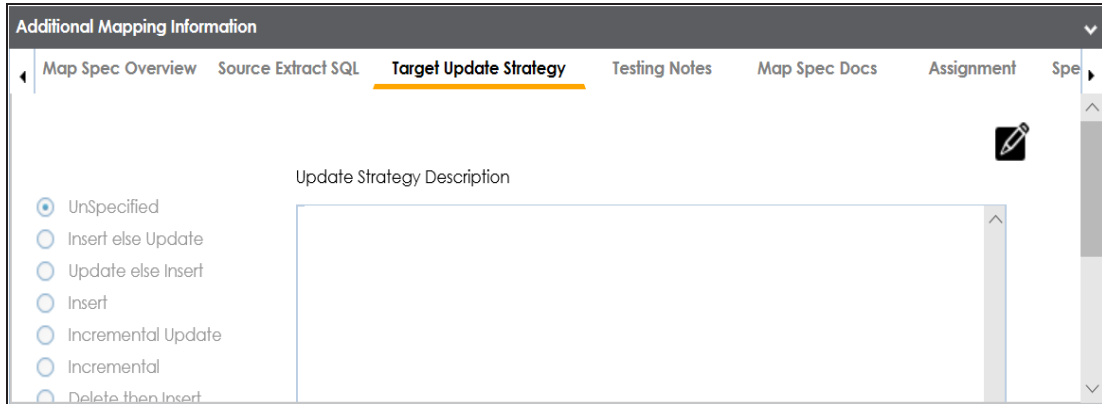 Additional Mapping Information
Map Spec Overview Source Extract SQL Target Update Strategy Testing Notes Map Spec Docs Assignment Spe
Update Strategy Description
UnSpecified
Insert else Update
Update else Insert
Insert
Incremental Update
Incremental
Delete then Insert